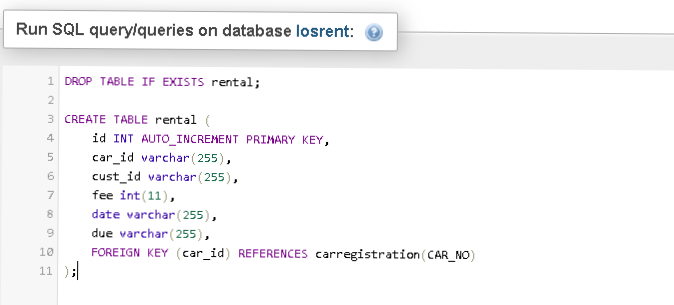 Run SQL query/queries on database losrent:
1 DROP TABLE IF EXISTS rental;
2
3 CREATE TABLE rental (
4 id INT AUTO_INCREMENT PRIMARY KEY,
5 car_id varchar(255),
6 cust_id varchar(255),
7 fee int(11),
8 date varchar(255),
9 due varchar(255),
10 FOREIGN KEY (car_id) REFERENCES carregistration(CAR_NO)
11 );